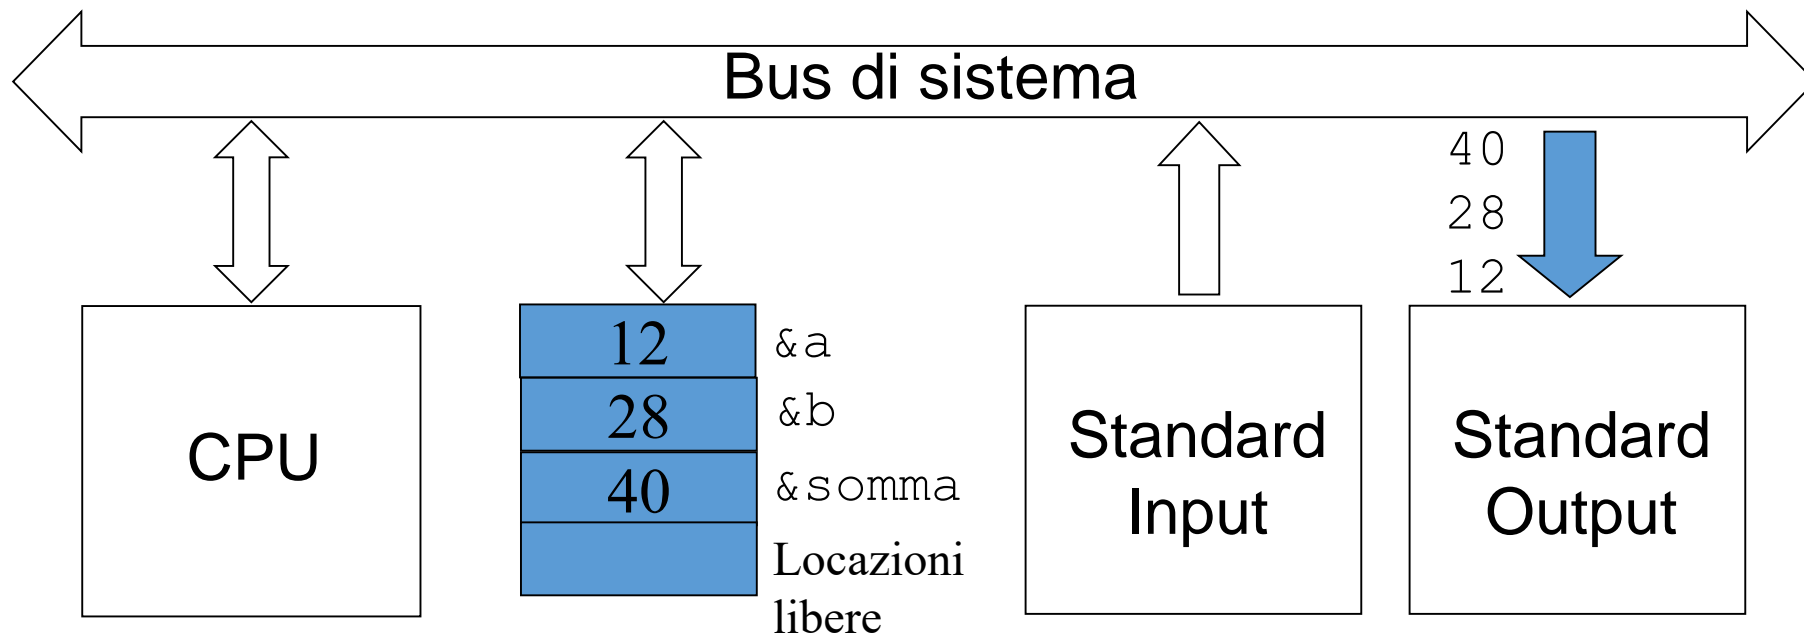 Bus di sistema
40
28
12
CPU
12
&a
28
&b
40
&somma
Locazioni
libere
Standard
Input
Standard
Output